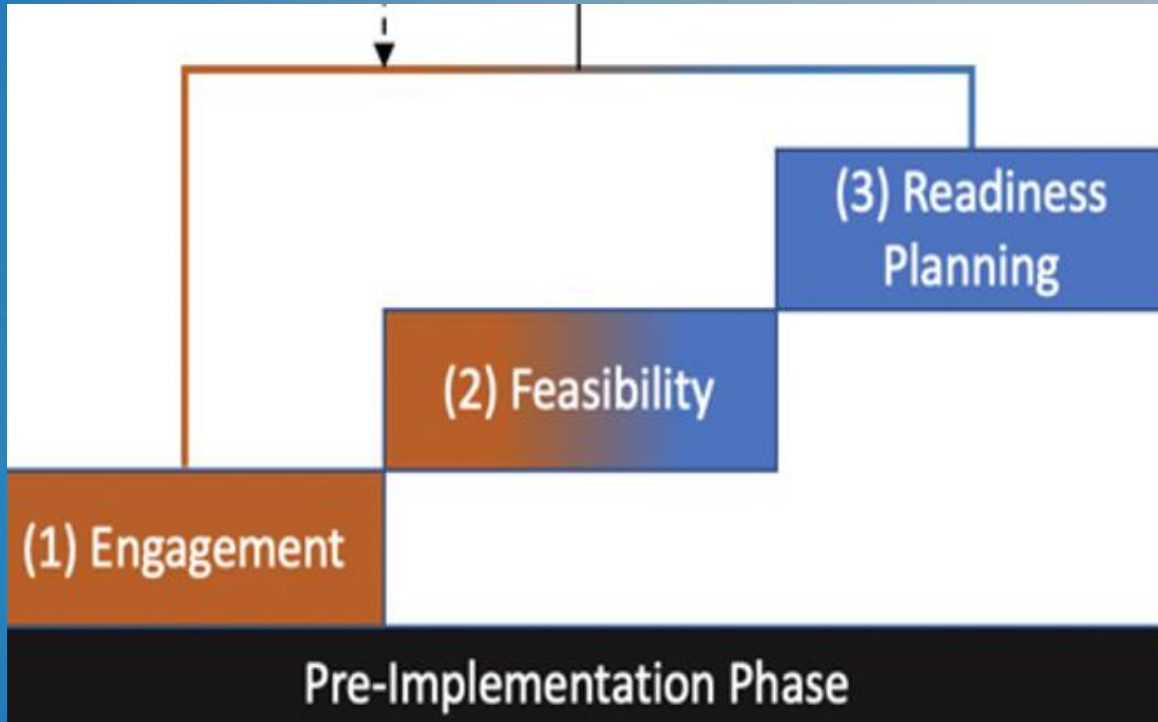 (3) Readiness
Planning
(2) Feasibility
(1) Engagement
Pre-Implementation Phase